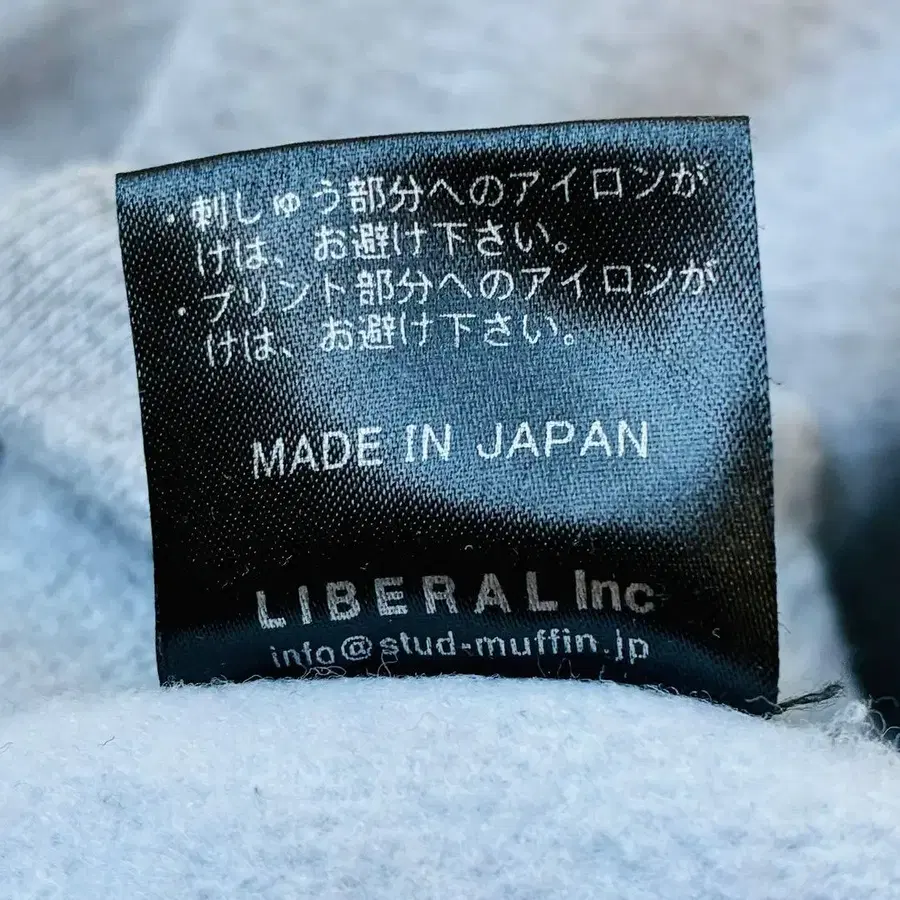 ・刺しゅう部分へのアイロンが
けは、お避け下さい。
・プリント部分へのアイロンが
けは、お避け下さい。
MADE IN JAPAN
LIBERAL Inc
info@stud-muffin.jp